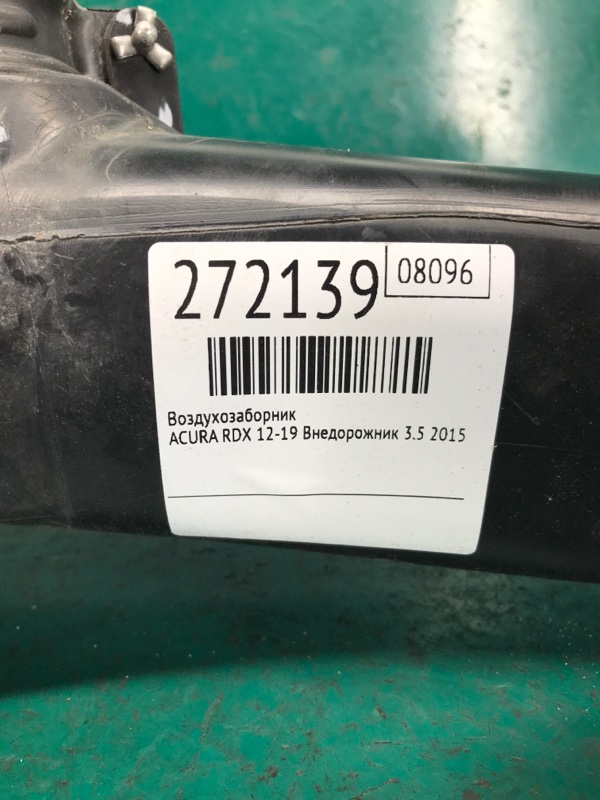 272139
08096
Воздухозаборник
ACURA RDX 12-19 Внедорожник 3.5 2015